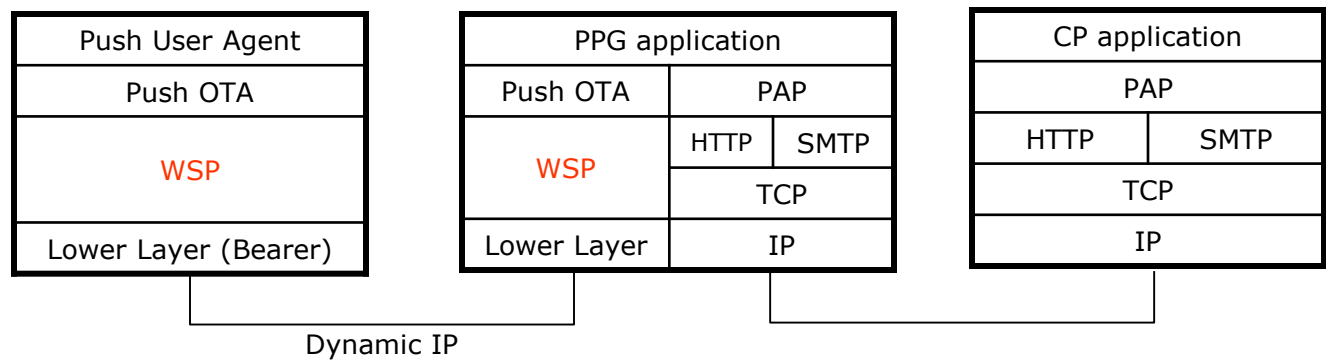 Push User Agent
Push OTA
WSP
Lower Layer (Bearer)
PPG application
Push OTA
PAP
WSP
HTTP
SMTP
TCP
Lower Layer
IP
CP application
PAP
HTTP
SMTP
TCP
IP
Dynamic IP